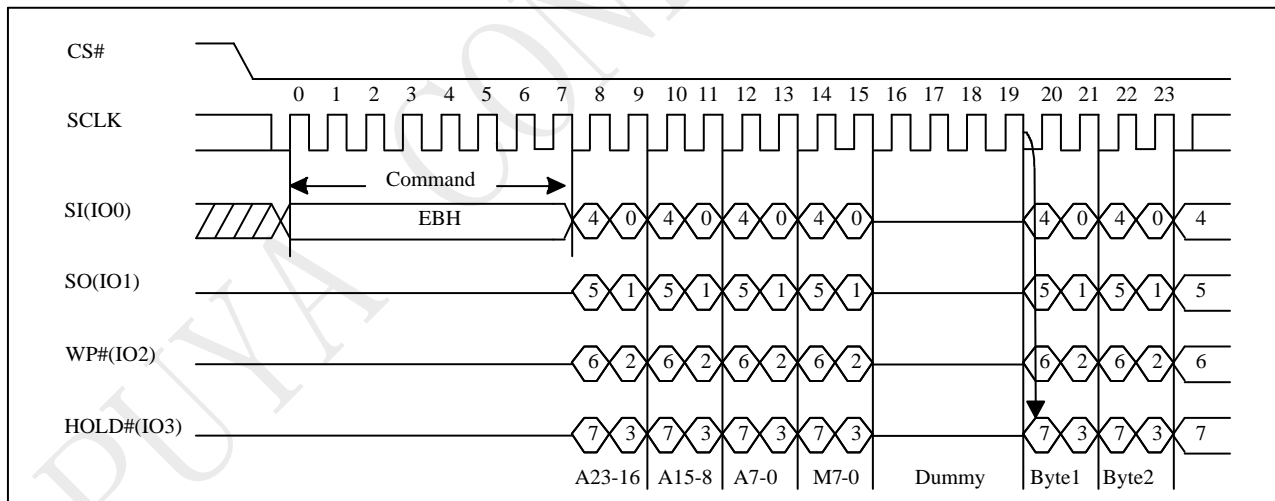 CS#
0 1 2 3 4 5 6 7 8 9 10 11 12 13 14 15 16 17 18 19 20 21 22 23
SCLK
Command
SI(IO0) EBH 4 0 4 0 4 0 4 0 4 0 4 0 4
SO(IO1) 5 1 5 1 5 1 5 1 5 1 5 1 5
WP#(IO2) 6 2 6 2 6 2 6 2 6 2 6 2 6
HOLD#(IO3) 7 3 7 3 7 3 7 3 7 3 7 3 7
A23-16 A15-8 A7-0 M7-0 Dummy Byte1 Byte2
PUYA CON